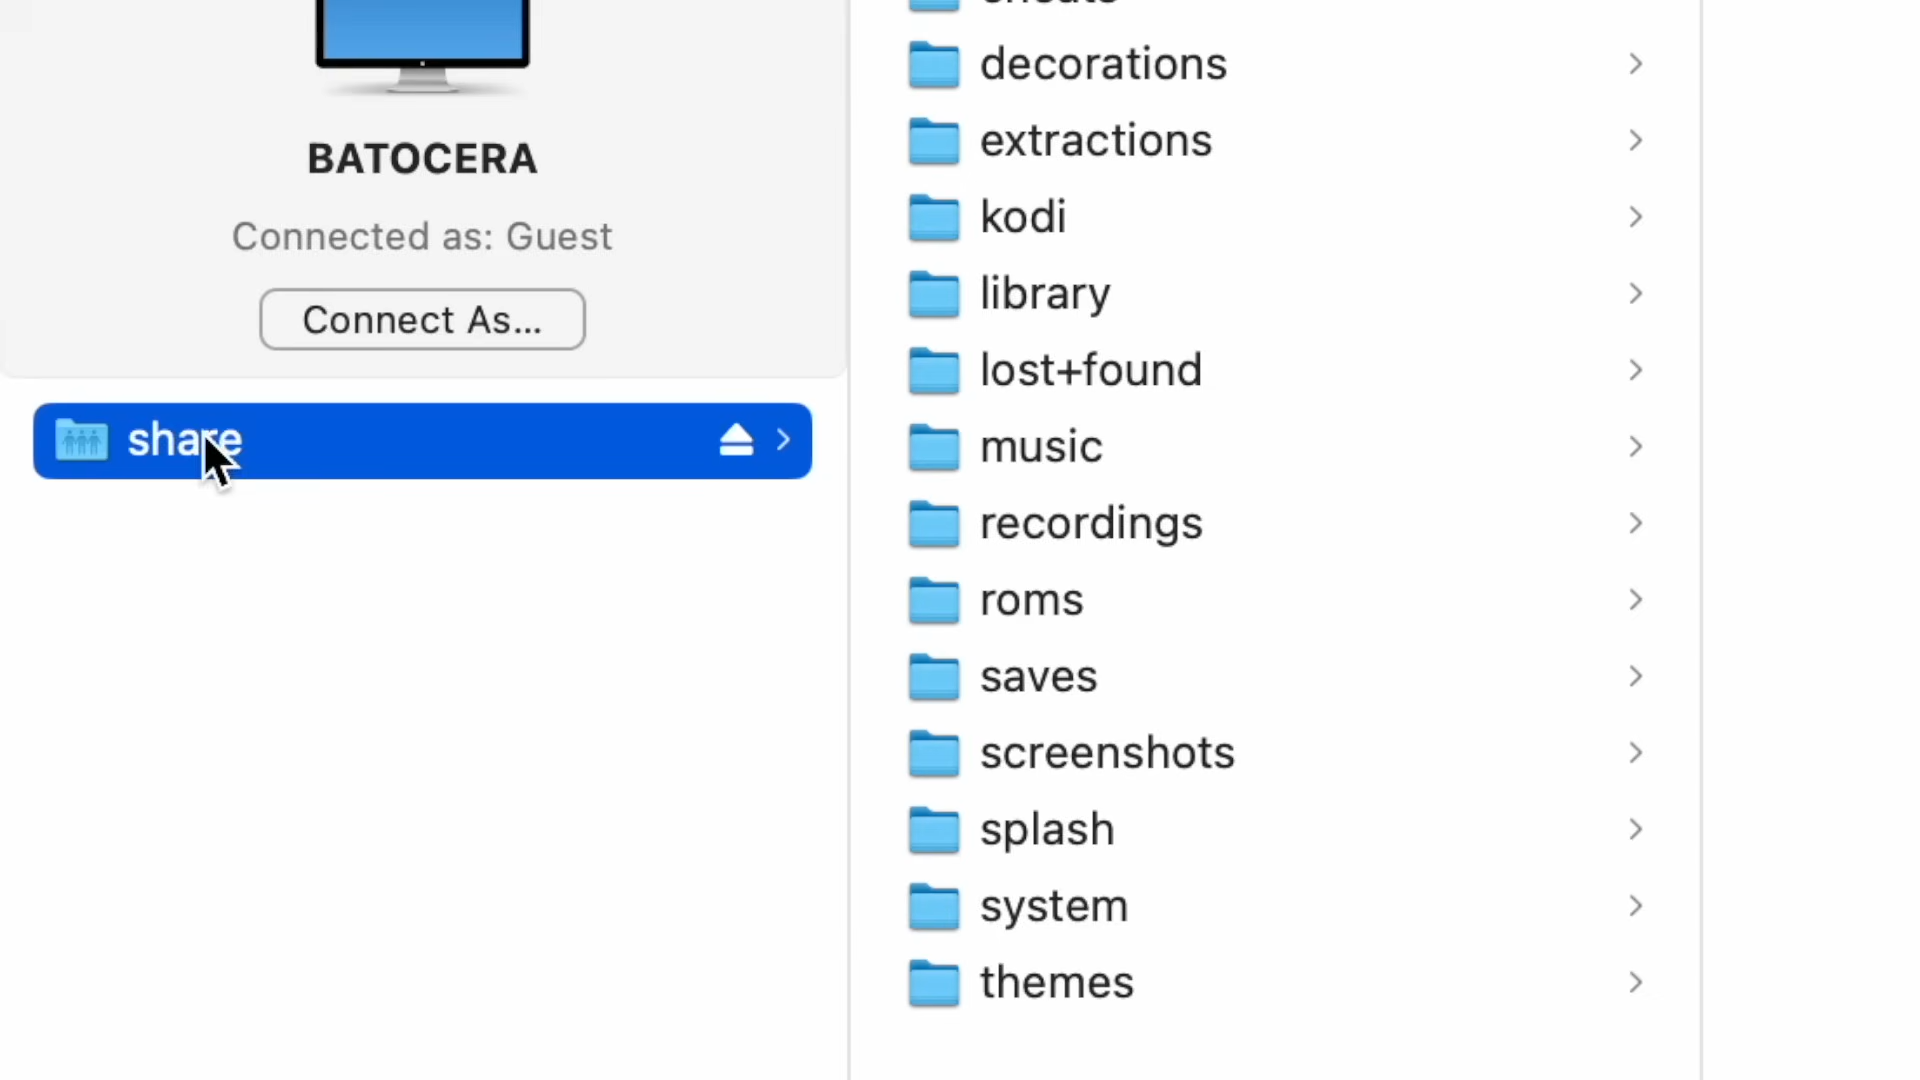 BATOCERA
Connected as: Guest
Connect As...
share
decorations
extractions
kodi
library
lost+found
music
recordings
roms
saves
screenshots
splash
system
themes